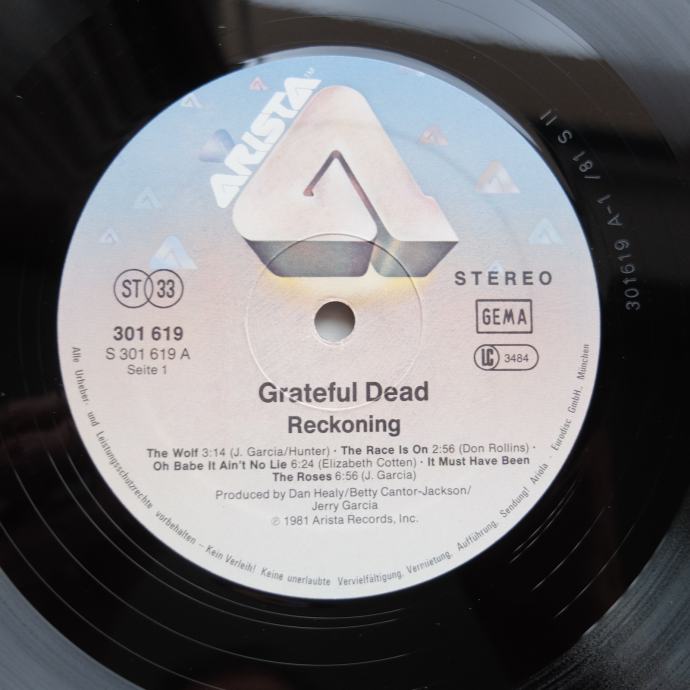 ARISTA™
ST 33
STEREO
301 619
S 301 619 A
Seite 1
GEMA
LC 3484
Grateful Dead
Reckoning
The Wolf 3:14 (J. Garcia/Hunter) · The Race Is On 2:56 (Don Rollins) ·
Oh Babe It Ain't No Lie 6:24 (Elizabeth Cotten) · It Must Have Been
The Roses 6:56 (J. Garcia)
Produced by Dan Healy/Betty Cantor-Jackson/
Jerry Garcia
℗ 1981 Arista Records, Inc.
Alle Urheber- und Leistungsschutzrechte vorbehalten – Kein Verleih! Keine unerlaubte Vervielfältigung, Vermietung, Aufführung, Sendung! Ariola - Eurodisc GmbH., München
301619 A-1 /81 S II